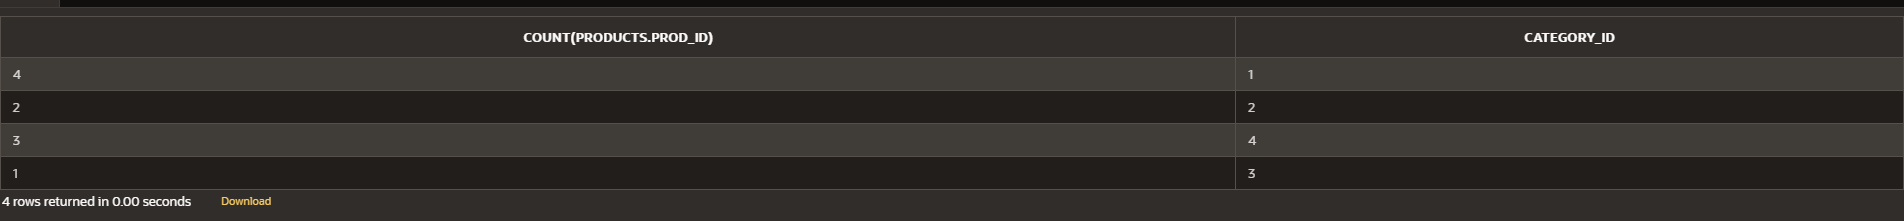 COUNT(PRODUCTS.PROD_ID) CATEGORY_ID
4 1
2 2
3 4
1 3
4 rows returned in 0.00 seconds Download